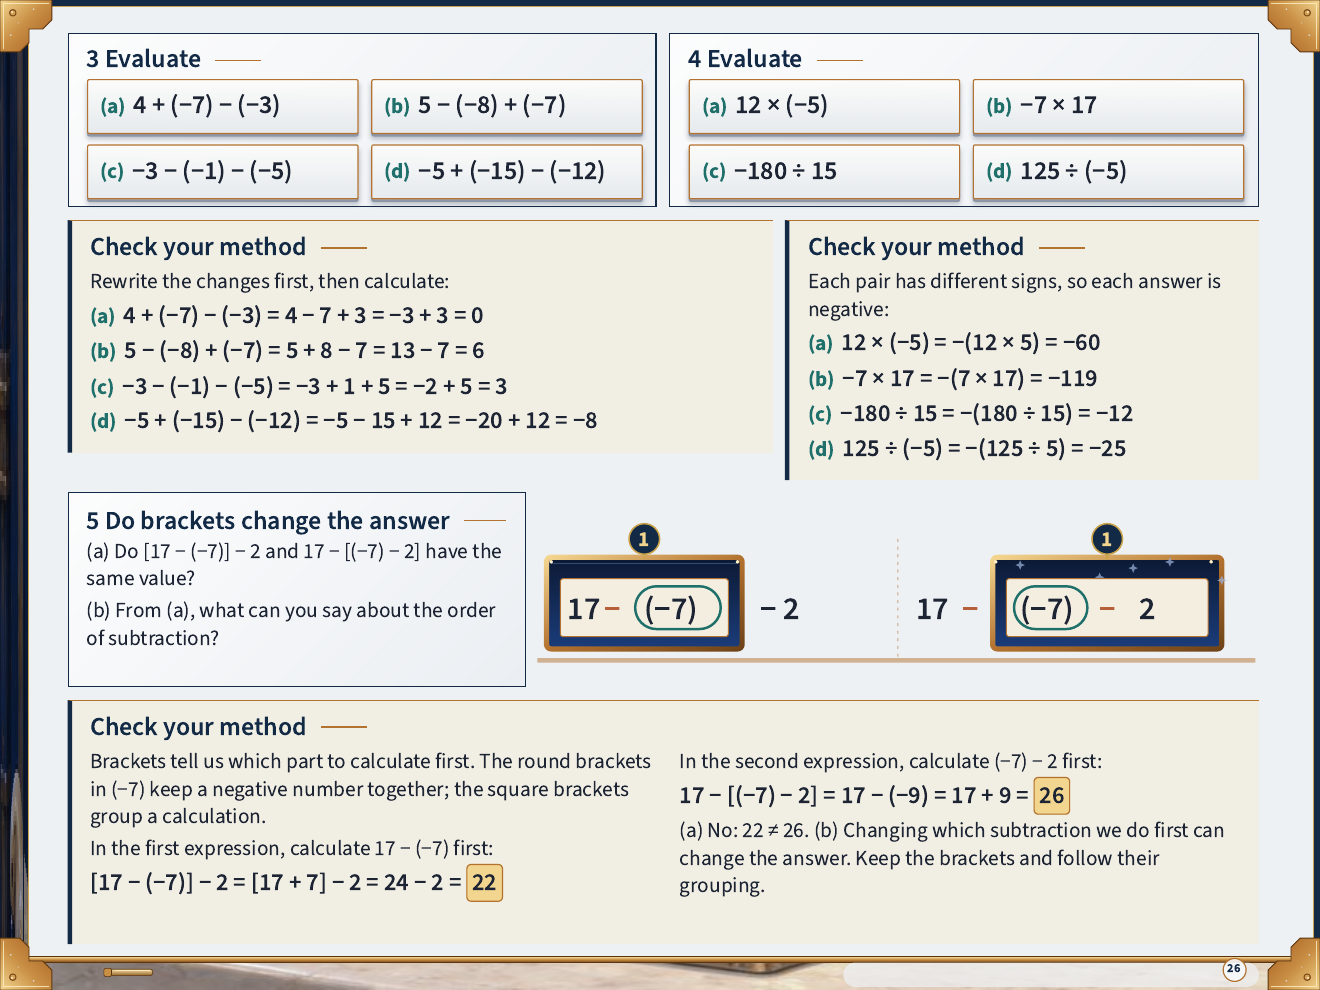 3 Evaluate
(a) 4 + (−7) − (−3)
(b) 5 − (−8) + (−7)
(c) −3 − (−1) − (−5)
(d) −5 + (−15) − (−12)
4 Evaluate
(a) 12 × (−5)
(b) −7 × 17
(c) −180 ÷ 15
(d) 125 ÷ (−5)
Check your method
Rewrite the changes first, then calculate:
(a) 4 + (−7) − (−3) = 4 − 7 + 3 = −3 + 3 = 0
(b) 5 − (−8) + (−7) = 5 + 8 − 7 = 13 − 7 = 6
(c) −3 − (−1) − (−5) = −3 + 1 + 5 = −2 + 5 = 3
(d) −5 + (−15) − (−12) = −5 − 15 + 12 = −20 + 12 = −8
Check your method
Each pair has different signs, so each answer is
negative:
(a) 12 × (−5) = −(12 × 5) = −60
(b) −7 × 17 = −(7 × 17) = −119
(c) −180 ÷ 15 = −(180 ÷ 15) = −12
(d) 125 ÷ (−5) = −(125 ÷ 5) = −25
5 Do brackets change the answer
(a) Do [17 − (−7)] − 2 and 17 − [(−7) − 2] have the
same value?
(b) From (a), what can you say about the order
of subtraction?
1
17 − (−7) − 2
1
17 − (−7) − 2
Check your method
Brackets tell us which part to calculate first. The round brackets
in (−7) keep a negative number together; the square brackets
group a calculation.
In the first expression, calculate 17 − (−7) first:
[17 − (−7)] − 2 = [17 + 7] − 2 = 24 − 2 = 22
In the second expression, calculate (−7) − 2 first:
17 − [(−7) − 2] = 17 − (−9) = 17 + 9 = 26
(a) No: 22 ≠ 26. (b) Changing which subtraction we do first can
change the answer. Keep the brackets and follow their
grouping.
26